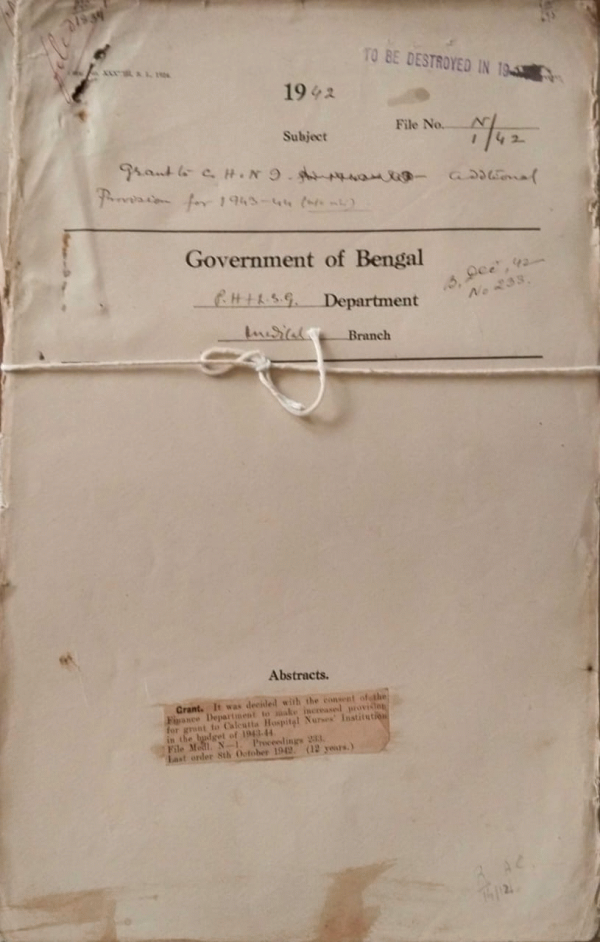 TO BE DESTROYED IN 19
1942
Subject
File No. N/1/42
Grant to C.H.N.I. additional
Provision for 1943-44
Government of Bengal
P.H & L.S.G. Department
Medical Branch
B. Dec, 42
No 233.
Abstracts.
Grant. It was decided with the consent of the
Finance Department to make increased provision
for grant to Calcutta Hospital Nurses' Institution
in the budget of 1943-44.
File Medl. N—1. Proceedings 233.
Last order 8th October 1942. (12 years.)